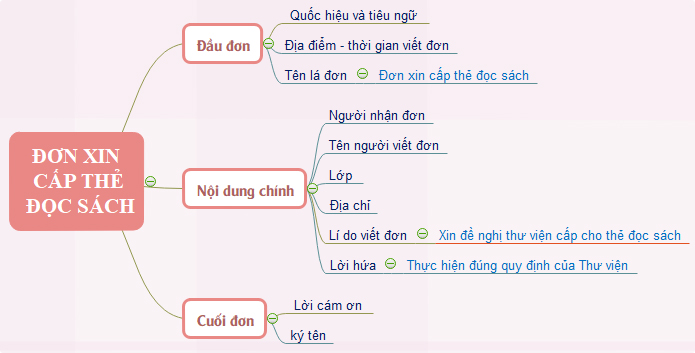 ĐƠN XIN
CẤP THẺ
ĐỌC SÁCH
Đầu đơn
Quốc hiệu và tiêu ngữ
Địa điểm - thời gian viết đơn
Tên lá đơn
Đơn xin cấp thẻ đọc sách
Nội dung chính
Người nhận đơn
Tên người viết đơn
Lớp
Địa chỉ
Lí do viết đơn
Xin đề nghị thư viện cấp cho thẻ đọc sách
Lời hứa
Thực hiện đúng quy định của Thư viện
Cuối đơn
Lời cám ơn
ký tên